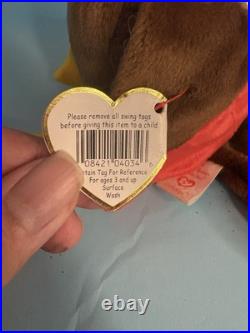 Please remove all swing tags
before giving this item to a child
08421 04034
Retain Tag For Reference
For ages 3 and up
Surface
Wash